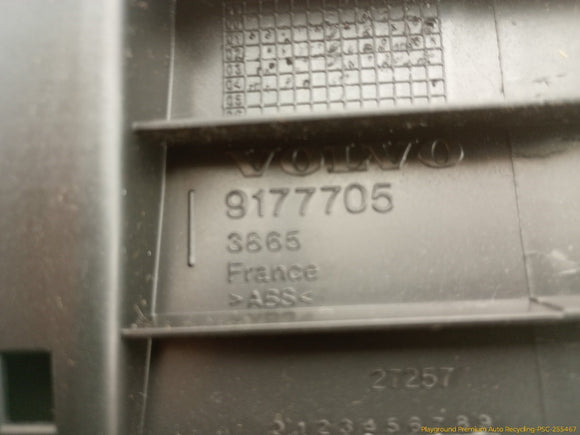 VOLVO
9177705
3865
France
>ABS<
27257
Playground Premium Auto Recycling-PSC-255467